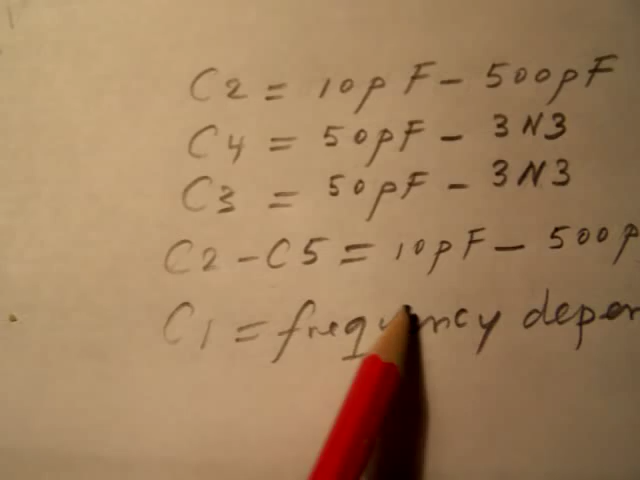 C2 = 10pF - 500pF
C4 = 50pF - 3N3
C3 = 50pF - 3N3
C2 - C5 = 10pF - 500p
C1 = frequency depen